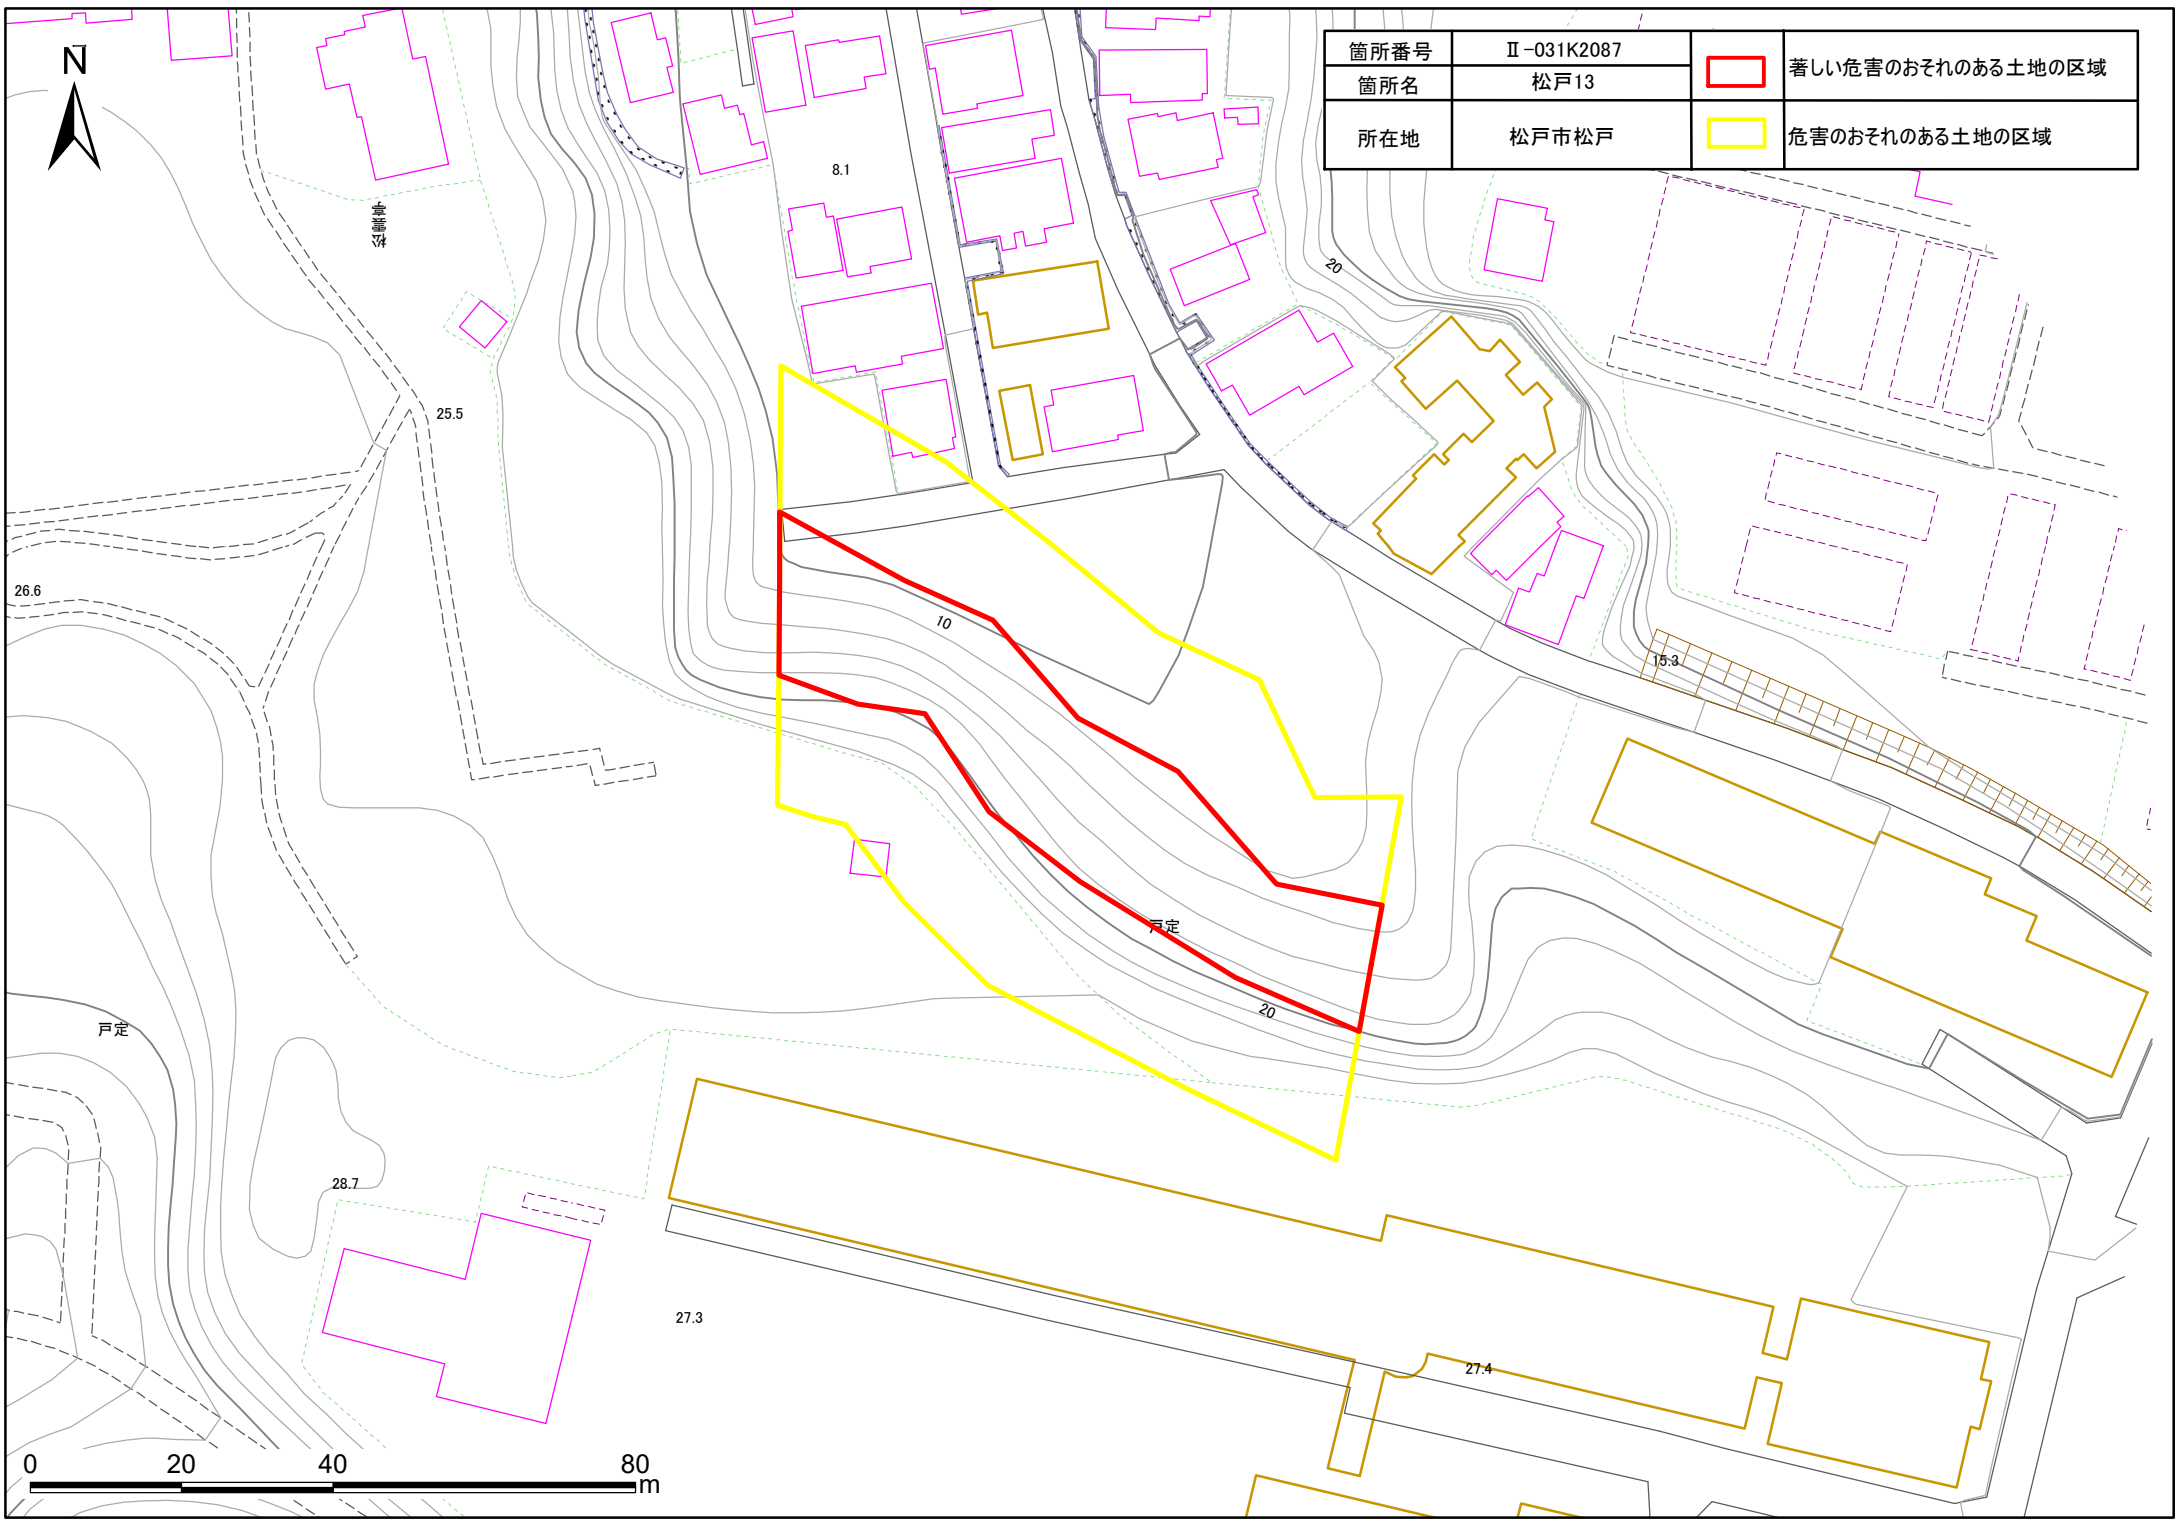 N
箇所番号 Ⅱ-031K2087 著しい危害のおそれのある土地の区域
箇所名 松戸13
所在地 松戸市松戸 危害のおそれのある土地の区域
8.1
松雲亭
20
25.5
26.6
10
15.3
戸定
20
戸定
28.7
27.3
27.4
0 20 40 80
m